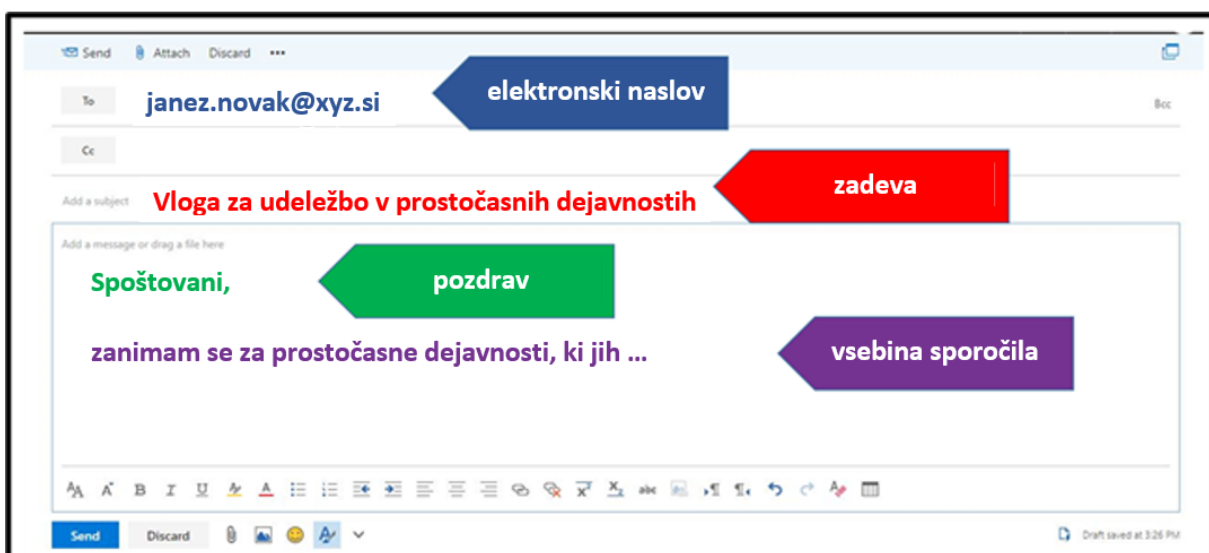 Send Attach Discard ...
To janez.novak@xyz.si elektronski naslov Bcc
Cc
Add a subject Vloga za udeležbo v prostočasnih dejavnostih zadeva
Add a message or drag a file here
Spoštovani, pozdrav
zanimam se za prostočasne dejavnosti, ki jih ... vsebina sporočila
Send Discard Draft saved at 3:26 PM